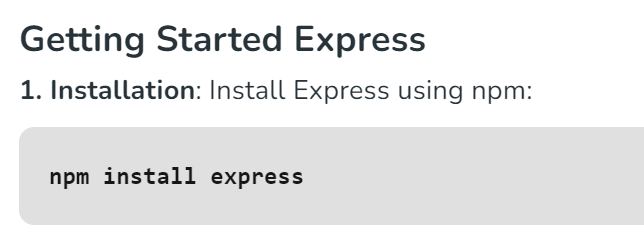 Getting Started Express
1. Installation: Install Express using npm:
npm install express